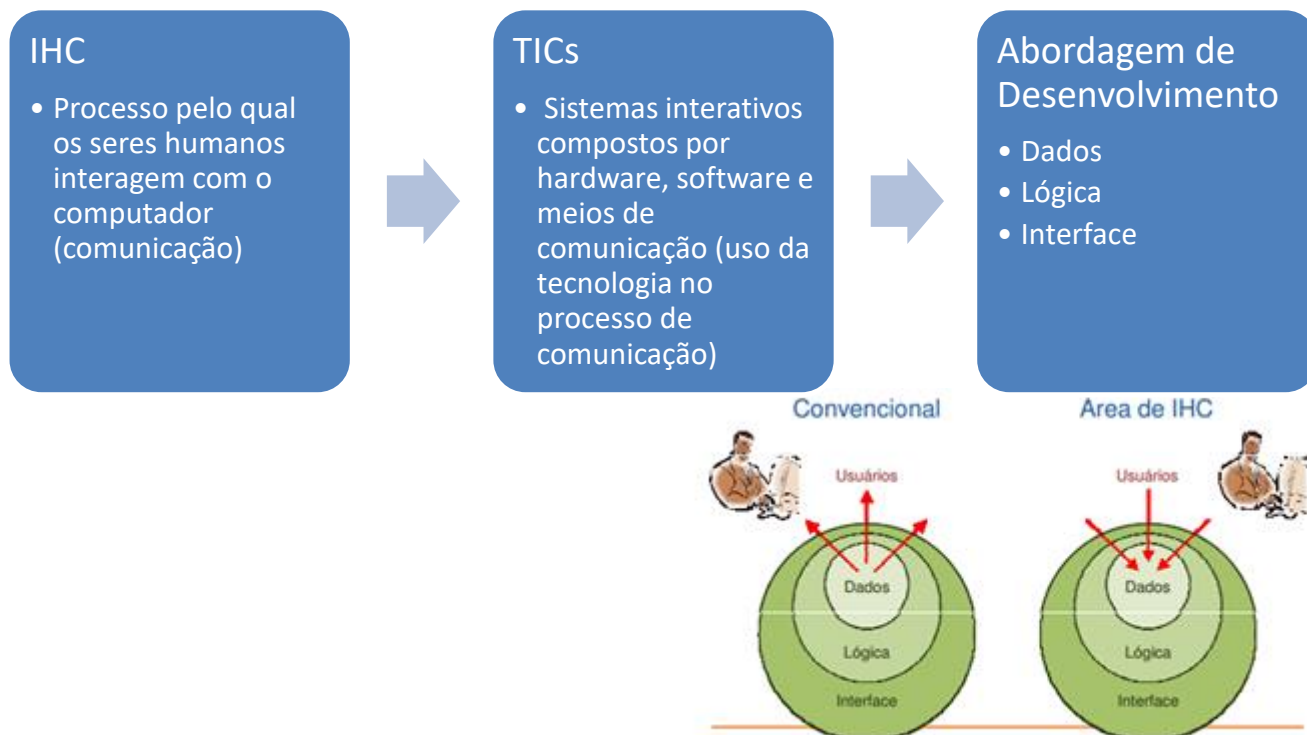 IHC
• Processo pelo qual
os seres humanos
interagem com o
computador
(comunicação)
TICs
• Sistemas interativos
compostos por
hardware, software e
meios de
comunicação (uso da
tecnologia no
processo de
comunicação)
Abordagem de
Desenvolvimento
• Dados
• Lógica
• Interface
Convencional
Usuários
Dados
Lógica
Interface
Area de IHC
Usuários
Dados
Lógica
Interface